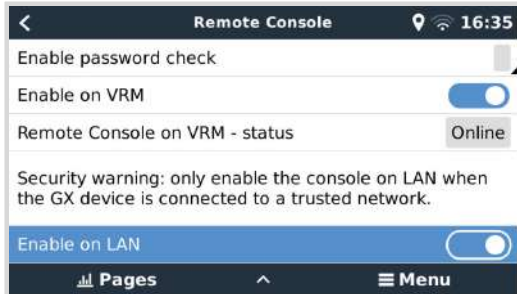 Remote Console
16:35
Enable password check
Enable on VRM
Remote Console on VRM - status
Online
Security warning: only enable the console on LAN when
the GX device is connected to a trusted network.
Enable on LAN
Pages
Menu